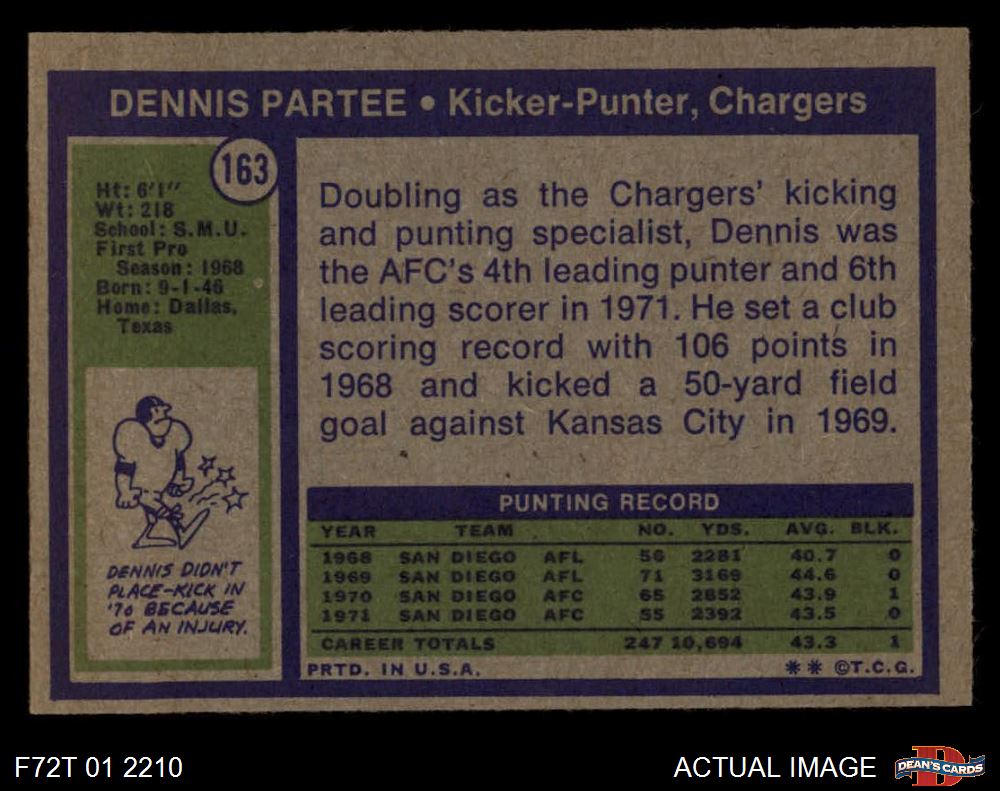 DENNIS PARTEE • Kicker-Punter, Chargers
163
Ht: 6'1"
Wt: 218
School: S.M.U.
First Pro
Season: 1968
Born: 9-1-46
Home: Dallas,
Texas
DENNIS DIDN'T
PLACE-KICK IN
'70 BECAUSE
OF AN INJURY.
Doubling as the Chargers' kicking
and punting specialist, Dennis was
the AFC's 4th leading punter and 6th
leading scorer in 1971. He set a club
scoring record with 106 points in
1968 and kicked a 50-yard field
goal against Kansas City in 1969.
PUNTING RECORD
YEAR TEAM NO. YDS. AVG. BLK.
1968 SAN DIEGO AFL 56 2281 40.7 0
1969 SAN DIEGO AFL 71 3169 44.6 0
1970 SAN DIEGO AFC 65 2852 43.9 1
1971 SAN DIEGO AFC 55 2392 43.5 0
CAREER TOTALS 247 10,694 43.3 1
PRTD. IN U.S.A. ** ©T.C.G.
F72T 01 2210 ACTUAL IMAGE DEAN'S CARDS